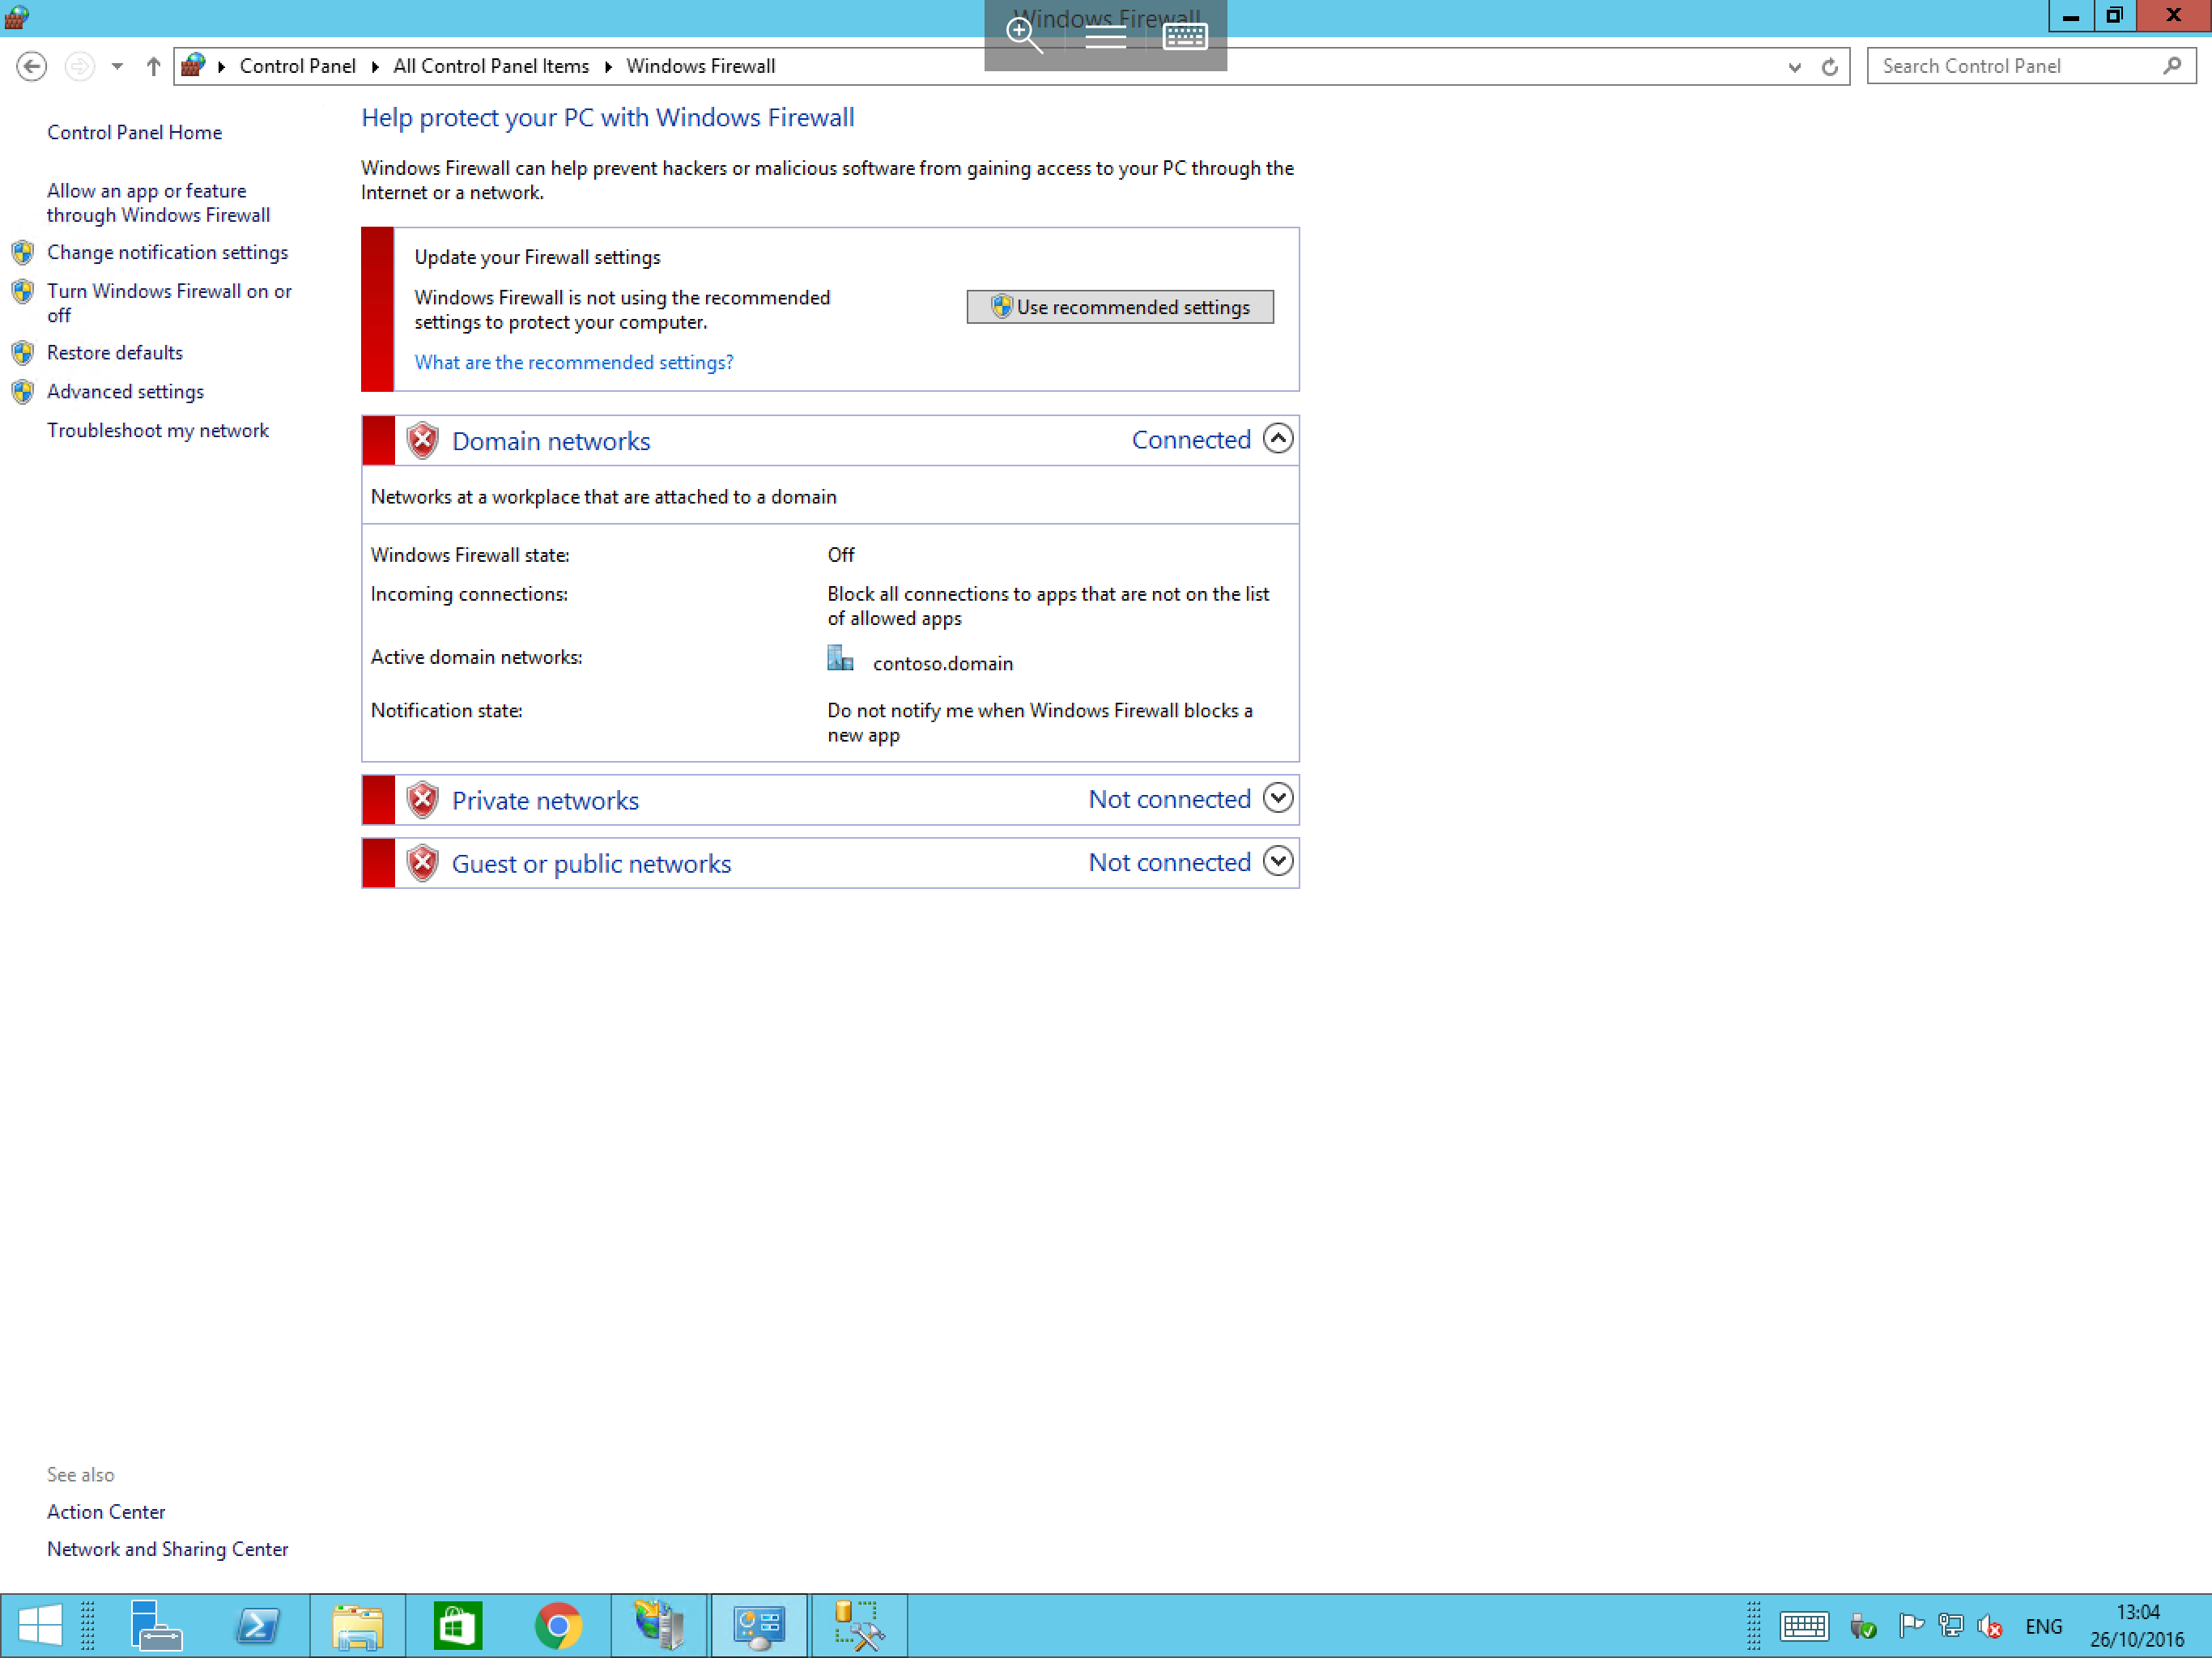 Windows Firewall
Control Panel All Control Panel Items Windows Firewall
Search Control Panel
Control Panel Home
Allow an app or feature
through Windows Firewall
Change notification settings
Turn Windows Firewall on or
off
Restore defaults
Advanced settings
Troubleshoot my network
Help protect your PC with Windows Firewall
Windows Firewall can help prevent hackers or malicious software from gaining access to your PC through the
Internet or a network.
Update your Firewall settings
Windows Firewall is not using the recommended
settings to protect your computer.
Use recommended settings
What are the recommended settings?
Domain networks Connected
Networks at a workplace that are attached to a domain
Windows Firewall state: Off
Incoming connections: Block all connections to apps that are not on the list
of allowed apps
Active domain networks: contoso.domain
Notification state: Do not notify me when Windows Firewall blocks a
new app
Private networks Not connected
Guest or public networks Not connected
See also
Action Center
Network and Sharing Center
ENG
13:04
26/10/2016